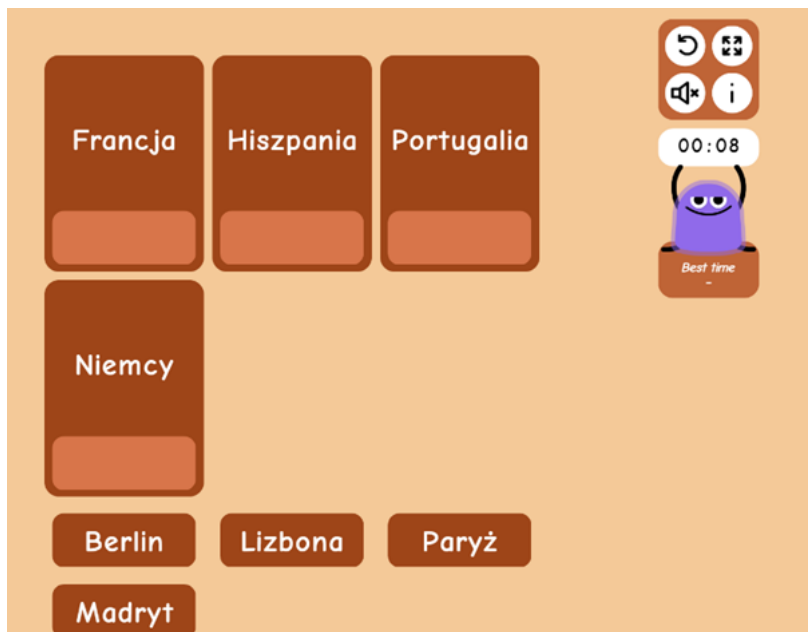 Francja
Hiszpania
Portugalia
00:08
Best time
-
Niemcy
Berlin
Lizbona
Paryż
Madryt